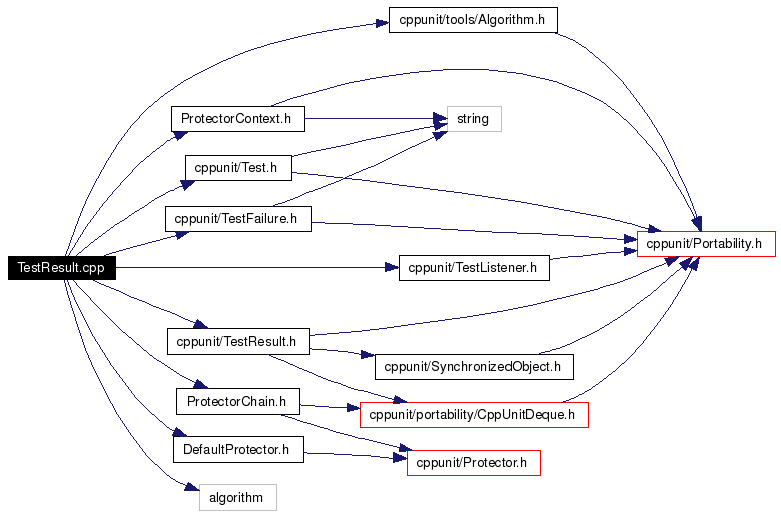 cppunit/tools/Algorithm.h
ProtectorContext.h
string
cppunit/Test.h
cppunit/TestFailure.h
cppunit/Portability.h
TestResult.cpp
cppunit/TestListener.h
cppunit/TestResult.h
cppunit/SynchronizedObject.h
ProtectorChain.h
cppunit/portability/CppUnitDeque.h
DefaultProtector.h
cppunit/Protector.h
algorithm